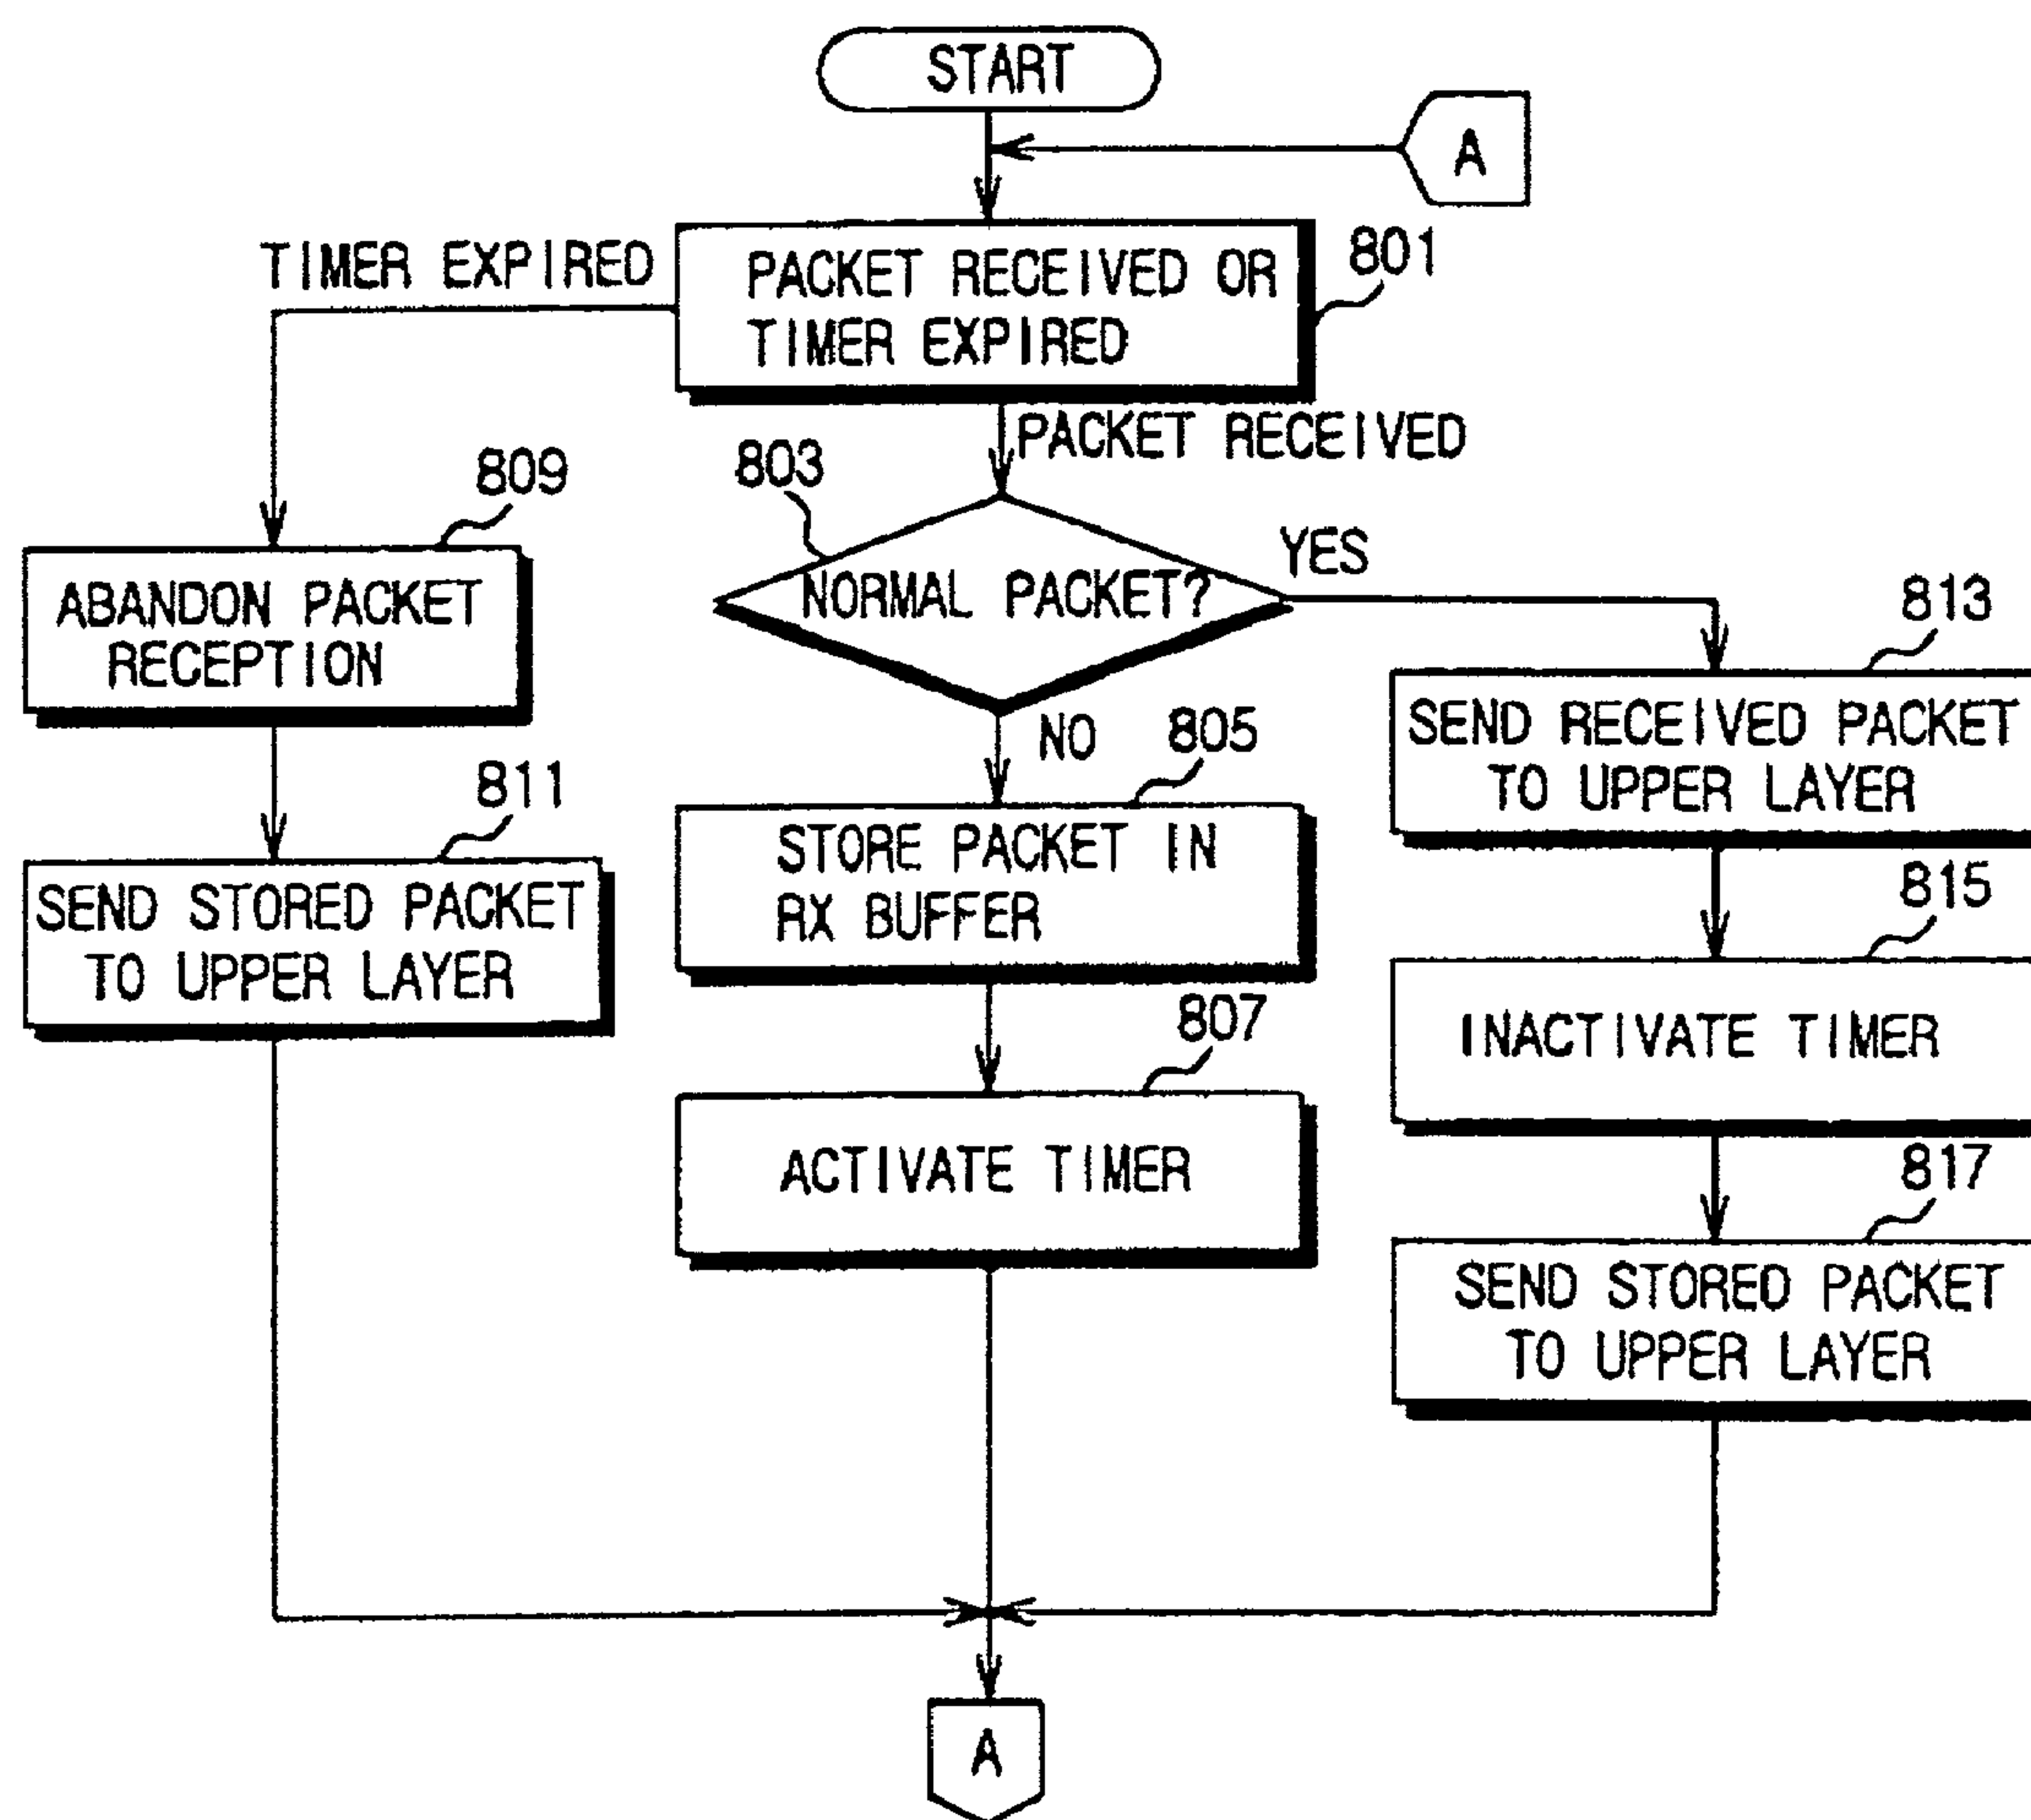 START
A
TIMER EXPIRED
PACKET RECEIVED OR
TIMER EXPIRED
801
PACKET RECEIVED
809
803
NORMAL PACKET?
YES
813
ABANDON PACKET
RECEPTION
SEND RECEIVED PACKET
TO UPPER LAYER
NO
805
811
STORE PACKET IN
RX BUFFER
815
SEND STORED PACKET
TO UPPER LAYER
807
INACTIVATE TIMER
ACTIVATE TIMER
817
SEND STORED PACKET
TO UPPER LAYER
A